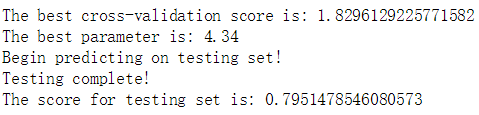 The best cross-validation score is: 1.8296129225771582
The best parameter is: 4.34
Begin predicting on testing set!
Testing complete!
The score for testing set is: 0.7951478546080573